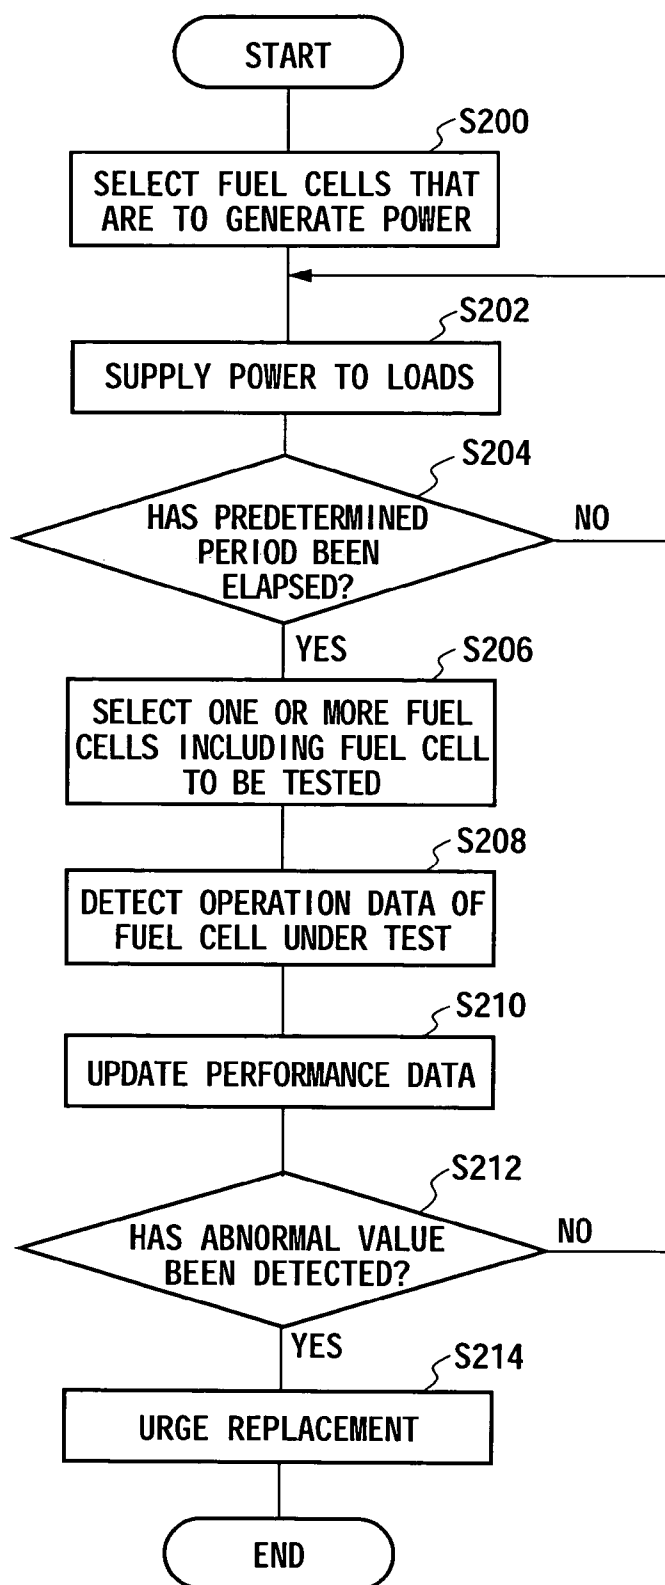 START
S200
SELECT FUEL CELLS THAT
ARE TO GENERATE POWER
S202
SUPPLY POWER TO LOADS
S204
HAS PREDETERMINED
PERIOD BEEN
ELAPSED?
NO
YES
S206
SELECT ONE OR MORE FUEL
CELLS INCLUDING FUEL CELL
TO BE TESTED
S208
DETECT OPERATION DATA OF
FUEL CELL UNDER TEST
S210
UPDATE PERFORMANCE DATA
S212
HAS ABNORMAL VALUE
BEEN DETECTED?
NO
YES
S214
URGE REPLACEMENT
END